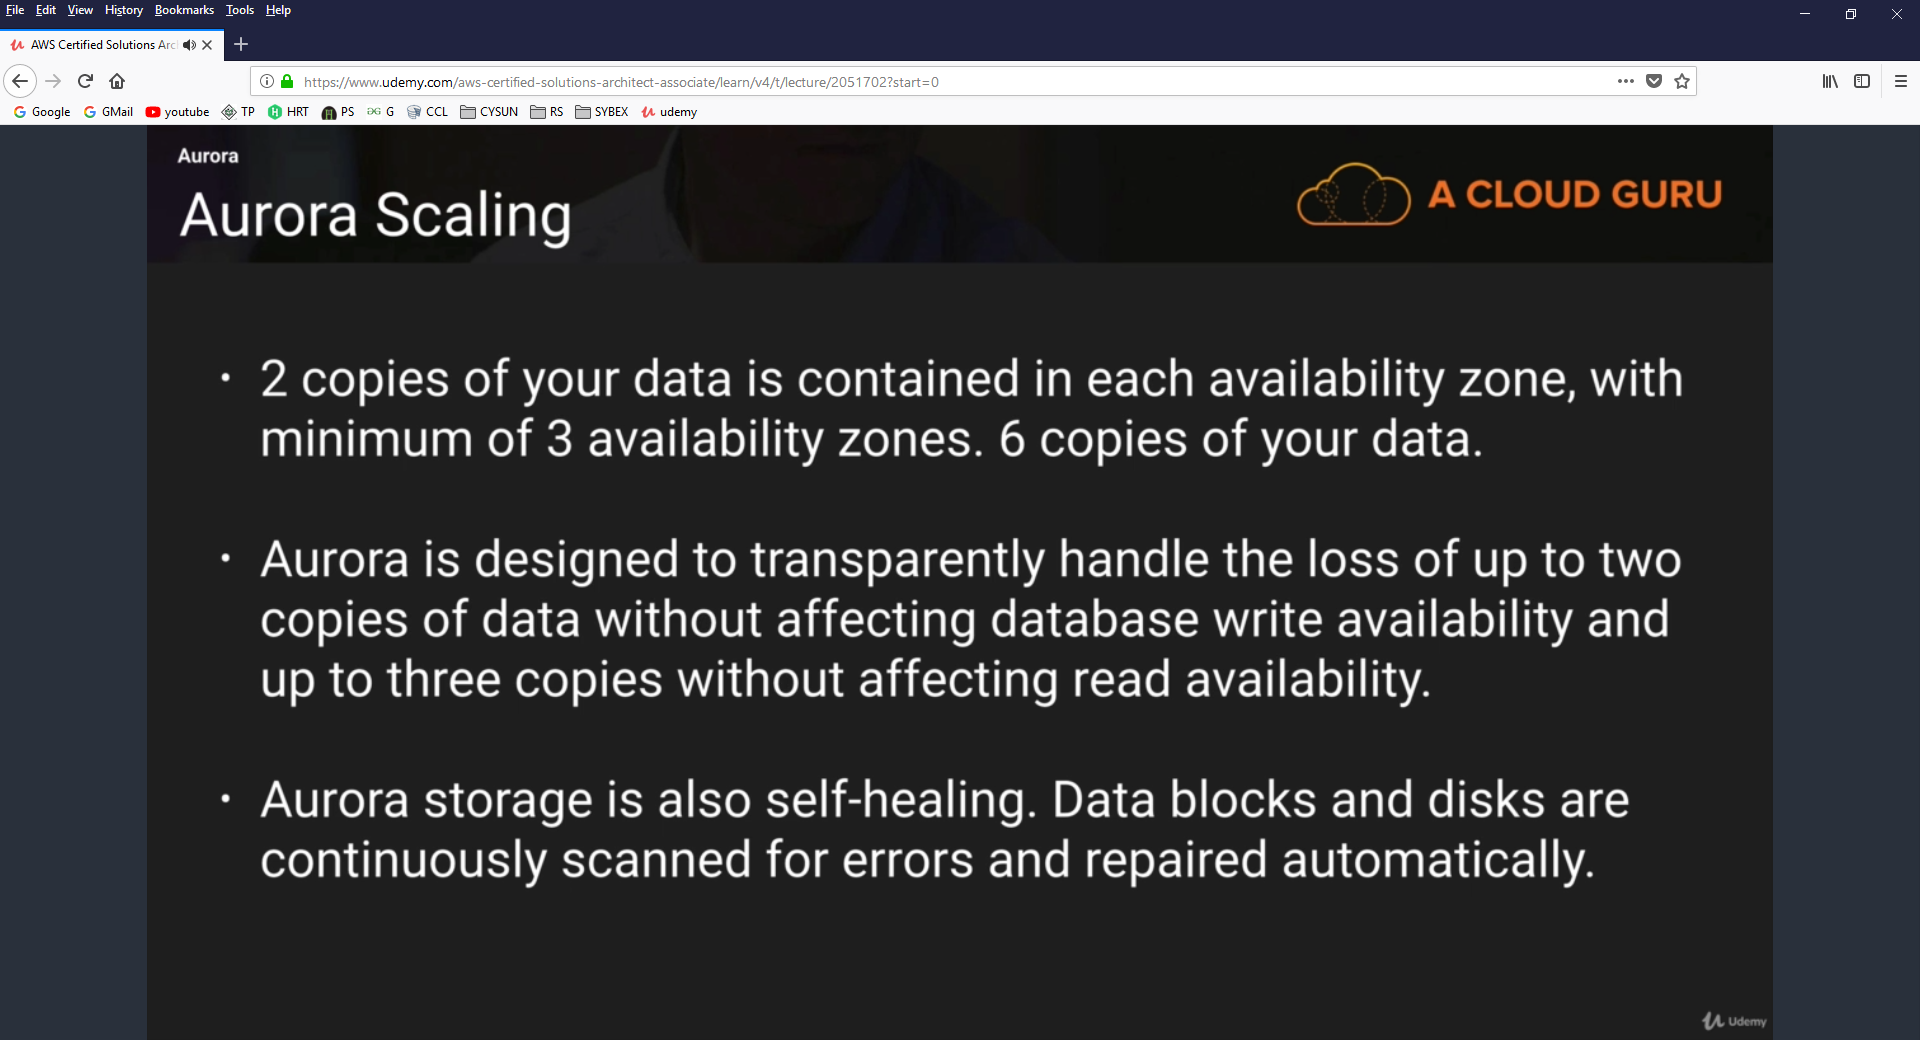 File Edit View History Bookmarks Tools Help
AWS Certified Solutions Arc
https://www.udemy.com/aws-certified-solutions-architect-associate/learn/v4/t/lecture/2051702?start=0
Google GMail youtube TP HRT PS G CCL CYSUN RS SYBEX udemy
Aurora
Aurora Scaling
A CLOUD GURU
• 2 copies of your data is contained in each availability zone, with
minimum of 3 availability zones. 6 copies of your data.
• Aurora is designed to transparently handle the loss of up to two
copies of data without affecting database write availability and
up to three copies without affecting read availability.
• Aurora storage is also self-healing. Data blocks and disks are
continuously scanned for errors and repaired automatically.
Udemy